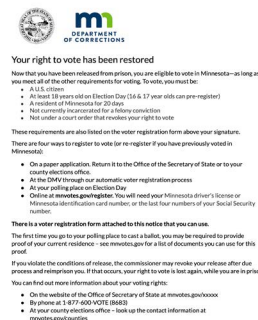 DEPARTMENT
OF CORRECTIONS
Your right to vote has been restored
Now that you have been released from prison, you are eligible to vote in Minnesota—as long as
you meet all of the other requirements for voting. To vote, you must be:
• A U.S. citizen
• At least 18 years old on Election Day (16 & 17 year olds can pre-register)
• A resident of Minnesota for 20 days
• Not currently incarcerated for a felony conviction
• Not under a court order that revokes your right to vote
These requirements are also listed on the voter registration form above your signature.
There are four ways to register to vote (or re-register if you have previously voted in
Minnesota):
• On a paper application. Return it to the Office of the Secretary of State or to your
county elections office.
• At the DMV through our automatic voter registration process
• At your polling place on Election Day
• Online at mnvotes.gov/register. You will need your Minnesota driver's license or
Minnesota identification card number, or the last four numbers of your Social Security
number.
There is a voter registration form attached to this notice that you can use.
The first time you go to your polling place to cast a ballot, you may be required to provide
proof of your current residence – see mnvotes.gov for a list of documents you can use for this
proof.
If you violate the conditions of release, the commissioner may revoke your release after due
process and reimprison you. If that occurs, your right to vote is lost again, while you are in pris
You can find out more information about your voting rights:
• On the website of the Office of Secretary of State at mnvotes.gov/xxxxx
• By phone at 1-877-600-VOTE (8683)
• At your county elections office – look up the contact information at
mnvotes.gov/counties